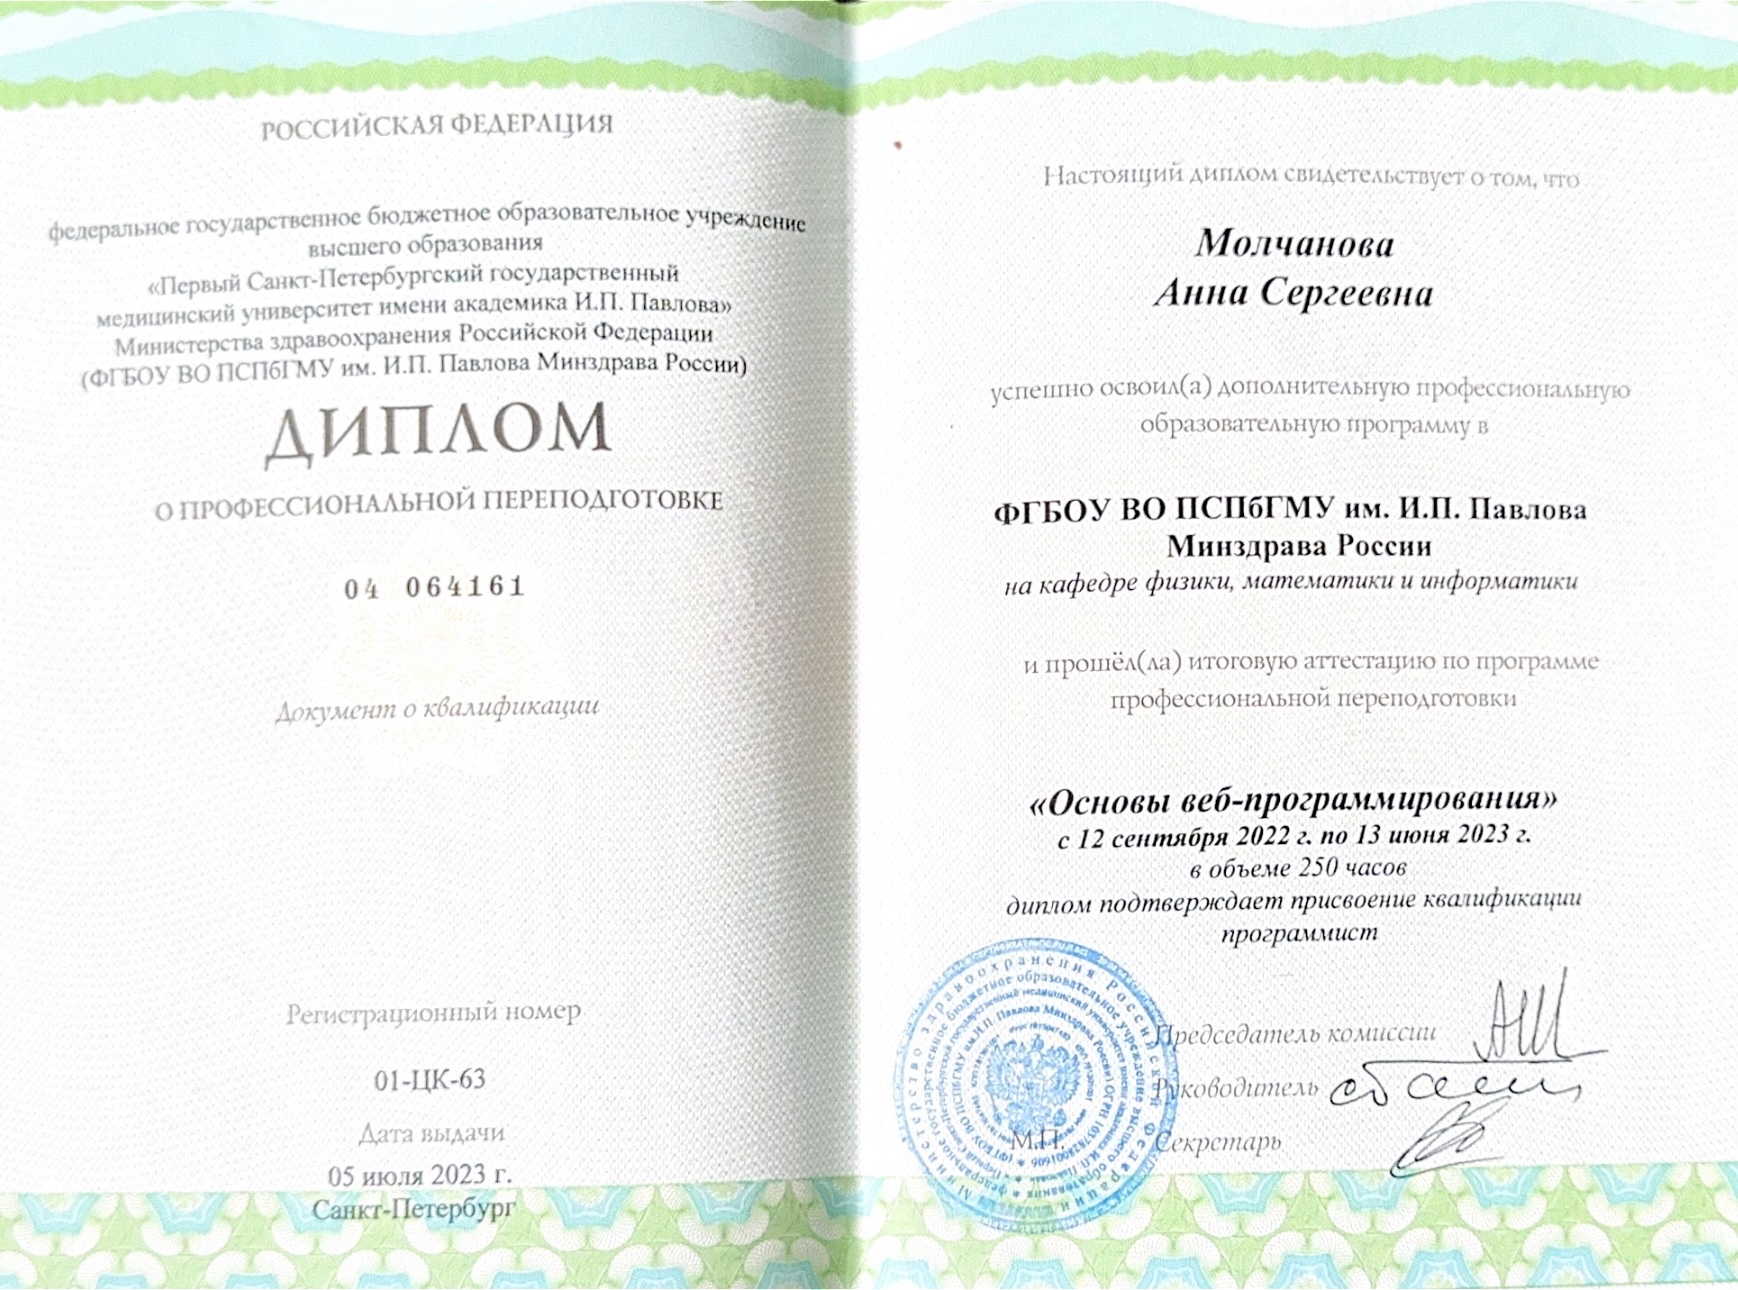 РОССИЙСКАЯ ФЕДЕРАЦИЯ
федеральное государственное бюджетное образовательное учреждение
высшего образования
«Первый Санкт-Петербургский государственный
медицинский университет имени академика И.П. Павлова»
Министерства здравоохранения Российской Федерации
(ФГБОУ ВО ПСПбГМУ им. И.П. Павлова Минздрава России)
ДИПЛОМ
О ПРОФЕССИОНАЛЬНОЙ ПЕРЕПОДГОТОВКЕ
04 064161
Документ о квалификации
Регистрационный номер
01-ЦК-63
Дата выдачи
05 июля 2023 г.
Санкт-Петербург
Настоящий диплом свидетельствует о том, что
Молчанова
Анна Сергеевна
успешно освоил(а) дополнительную профессиональную
образовательную программу в
ФГБОУ ВО ПСПбГМУ им. И.П. Павлова
Минздрава России
на кафедре физики, математики и информатики
и прошёл(ла) итоговую аттестацию по программе
профессиональной переподготовки
«Основы веб-программирования»
с 12 сентября 2022 г. по 13 июня 2023 г.
в объеме 250 часов
диплом подтверждает присвоение квалификации
программист
Председатель комиссии
Руководитель
М.П.
Секретарь
Министерство здравоохранения Российской Федерации